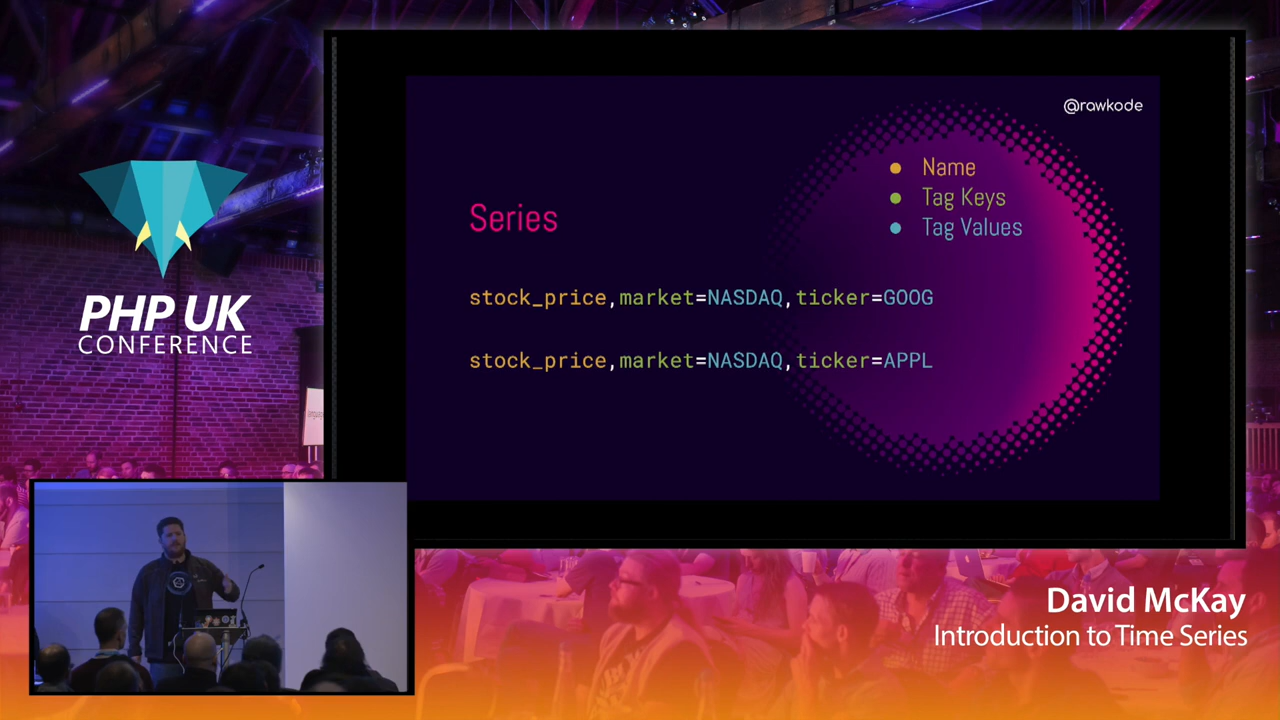 @rawkode
Name
Tag Keys
Tag Values
Series
stock_price,market=NASDAQ,ticker=GOOG
stock_price,market=NASDAQ,ticker=APPL
PHP UK
CONFERENCE
David McKay
Introduction to Time Series